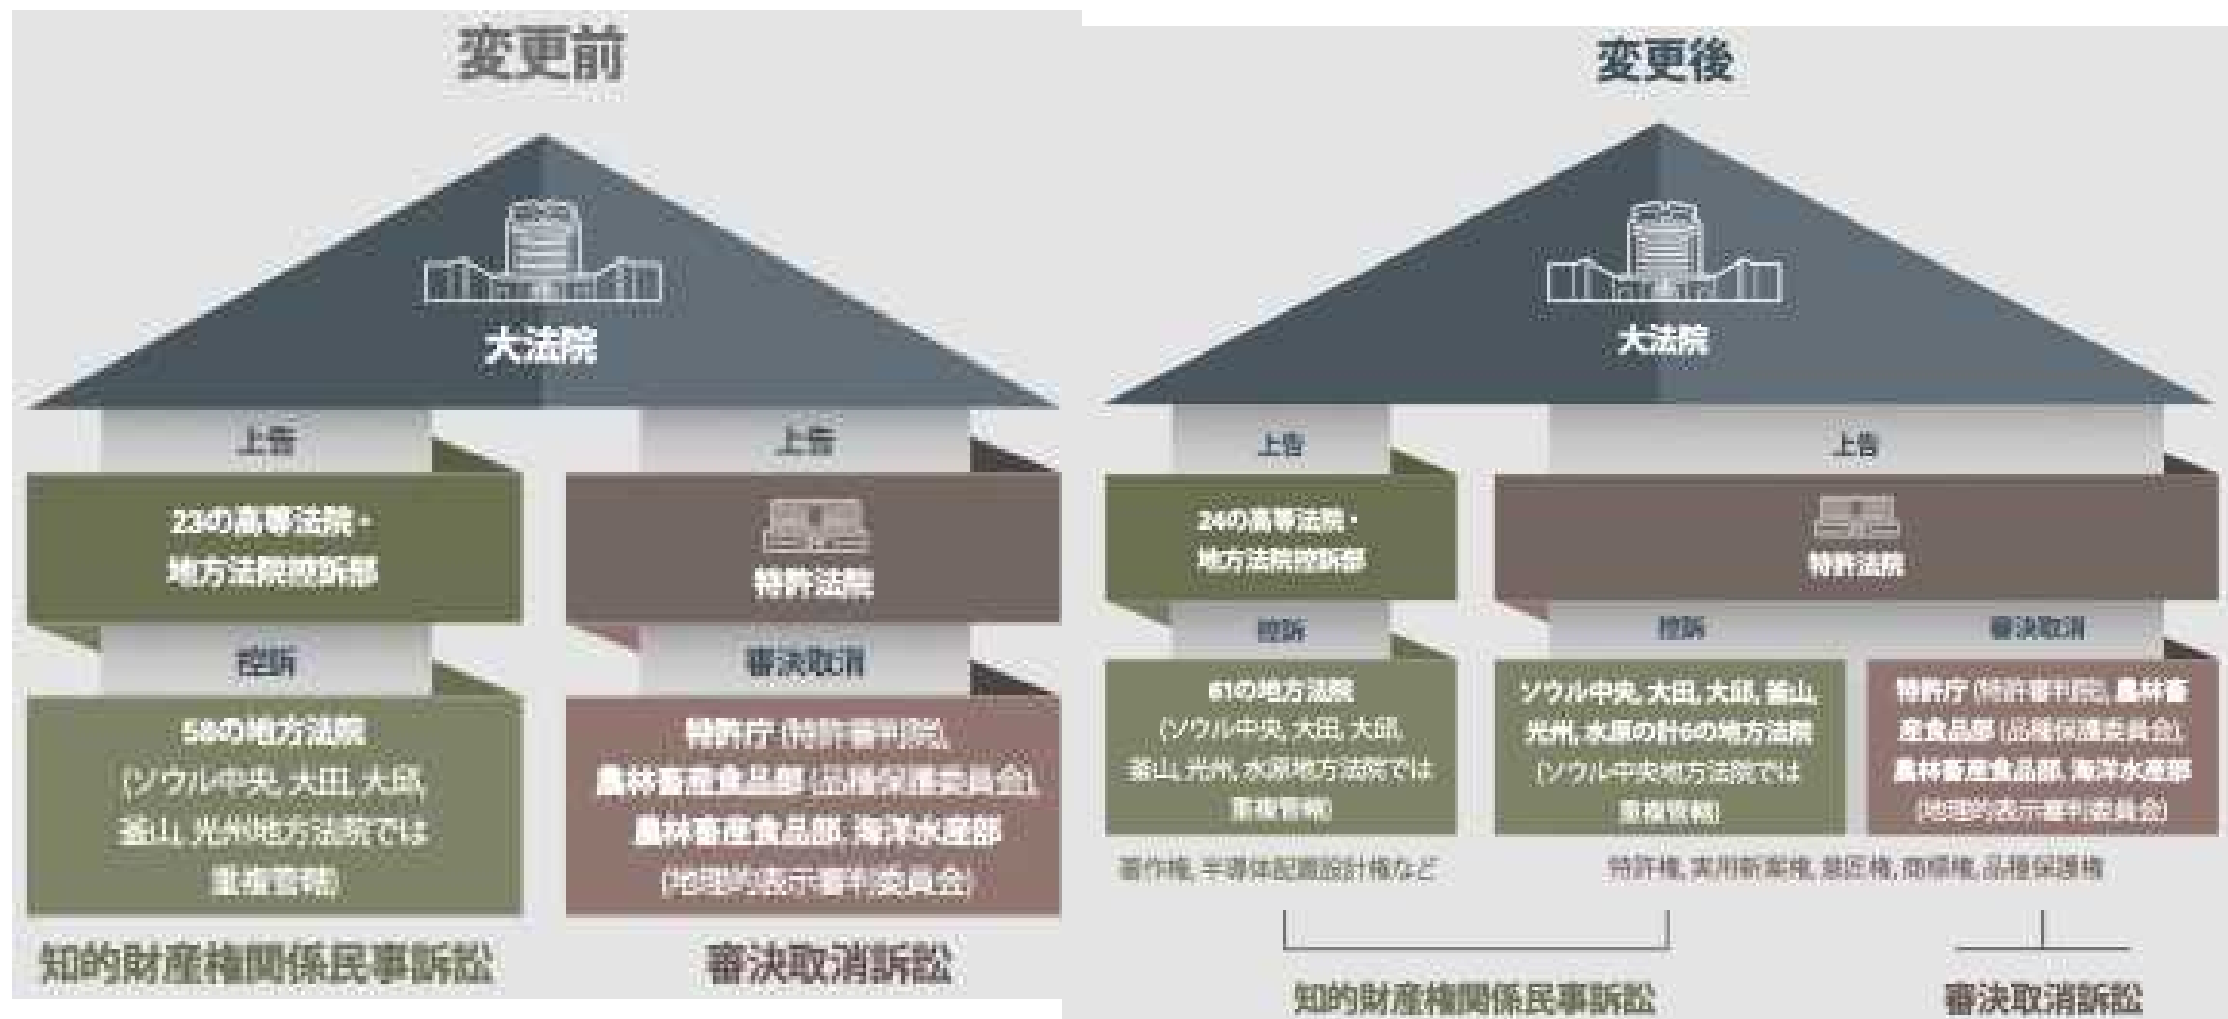 変更前
大法院
上告
上告
23の高等法院・
地方法院控訴部
特許法院
控訴
審決取消
58の地方法院
(ソウル中央, 大田, 大邱,
釜山, 光州地方法院では
重複管轄)
特許庁 (特許審判院),
農林畜産食品部 (品種保護委員会),
農林畜産食品部, 海洋水産部
(地理的表示審判委員会)
知的財産権関係民事訴訟
審決取消訴訟
変更後
大法院
上告
上告
24の高等法院・
地方法院控訴部
特許法院
控訴
控訴
審決取消
61の地方法院
(ソウル中央, 大田, 大邱,
釜山, 光州, 水原地方法院では
重複管轄)
ソウル中央, 大田, 大邱, 釜山,
光州, 水原の計6の地方法院
(ソウル中央地方法院では
重複管轄)
特許庁 (特許審判院), 農林畜
産食品部 (品種保護委員会),
農林畜産食品部, 海洋水産部
(地理的表示審判委員会)
著作権, 半導体配置設計権など
特許権, 実用新案権, 意匠権, 商標権, 品種保護権
知的財産権関係民事訴訟
審決取消訴訟